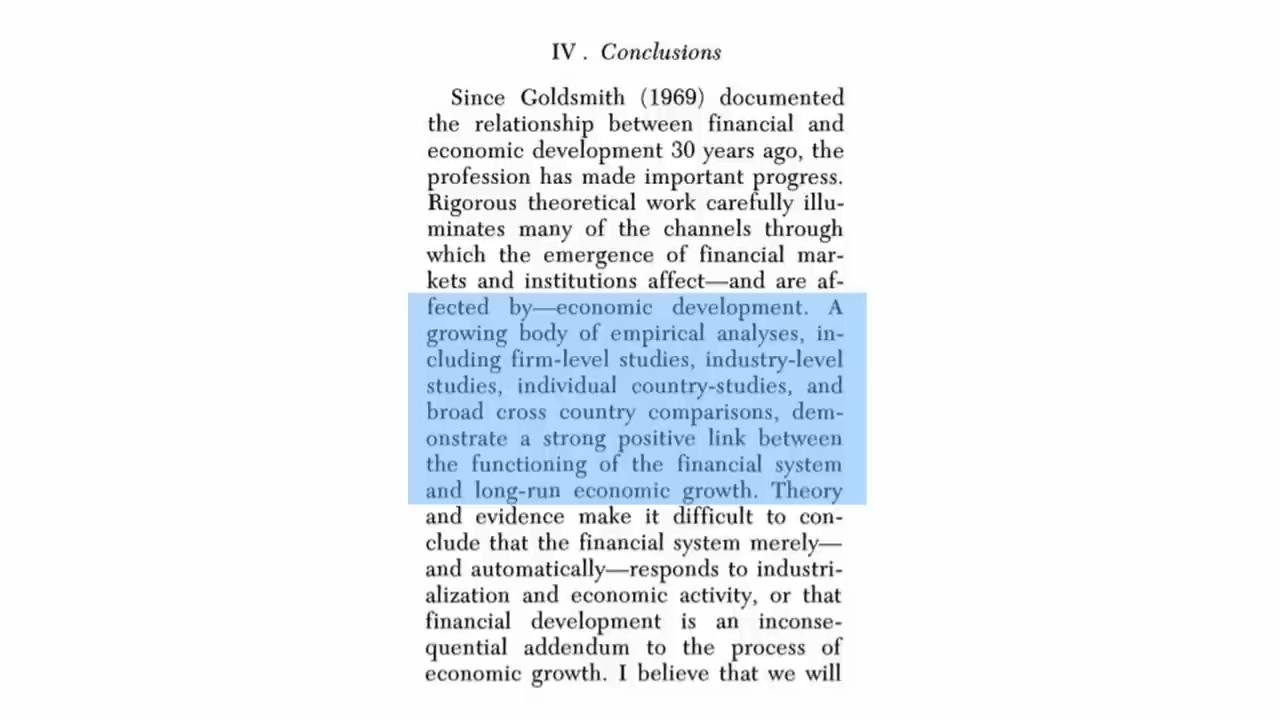 IV . Conclusions
Since Goldsmith (1969) documented
the relationship between financial and
economic development 30 years ago, the
profession has made important progress.
Rigorous theoretical work carefully illu-
minates many of the channels through
which the emergence of financial mar-
kets and institutions affect—and are af-
fected by—economic development. A
growing body of empirical analyses, in-
cluding firm-level studies, industry-level
studies, individual country-studies, and
broad cross country comparisons, dem-
onstrate a strong positive link between
the functioning of the financial system
and long-run economic growth. Theory
and evidence make it difficult to con-
clude that the financial system merely—
and automatically—responds to industri-
alization and economic activity, or that
financial development is an inconse-
quential addendum to the process of
economic growth. I believe that we will